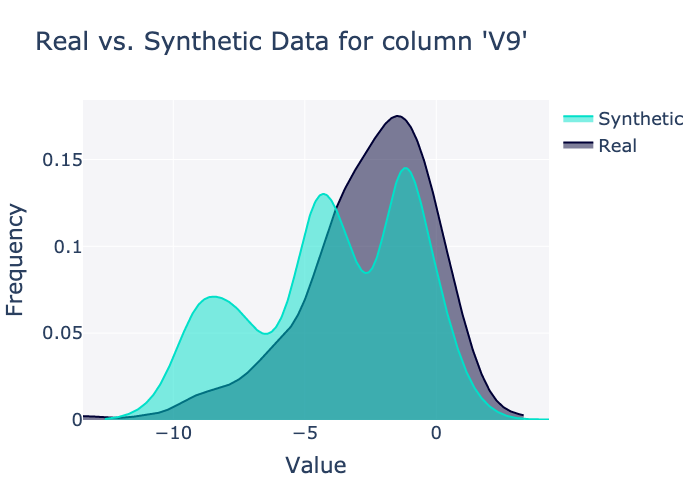 Real vs. Synthetic Data for column 'V9'
Synthetic
Real
0.15
0.1
0.05
0
−10
−5
0
Frequency
Value